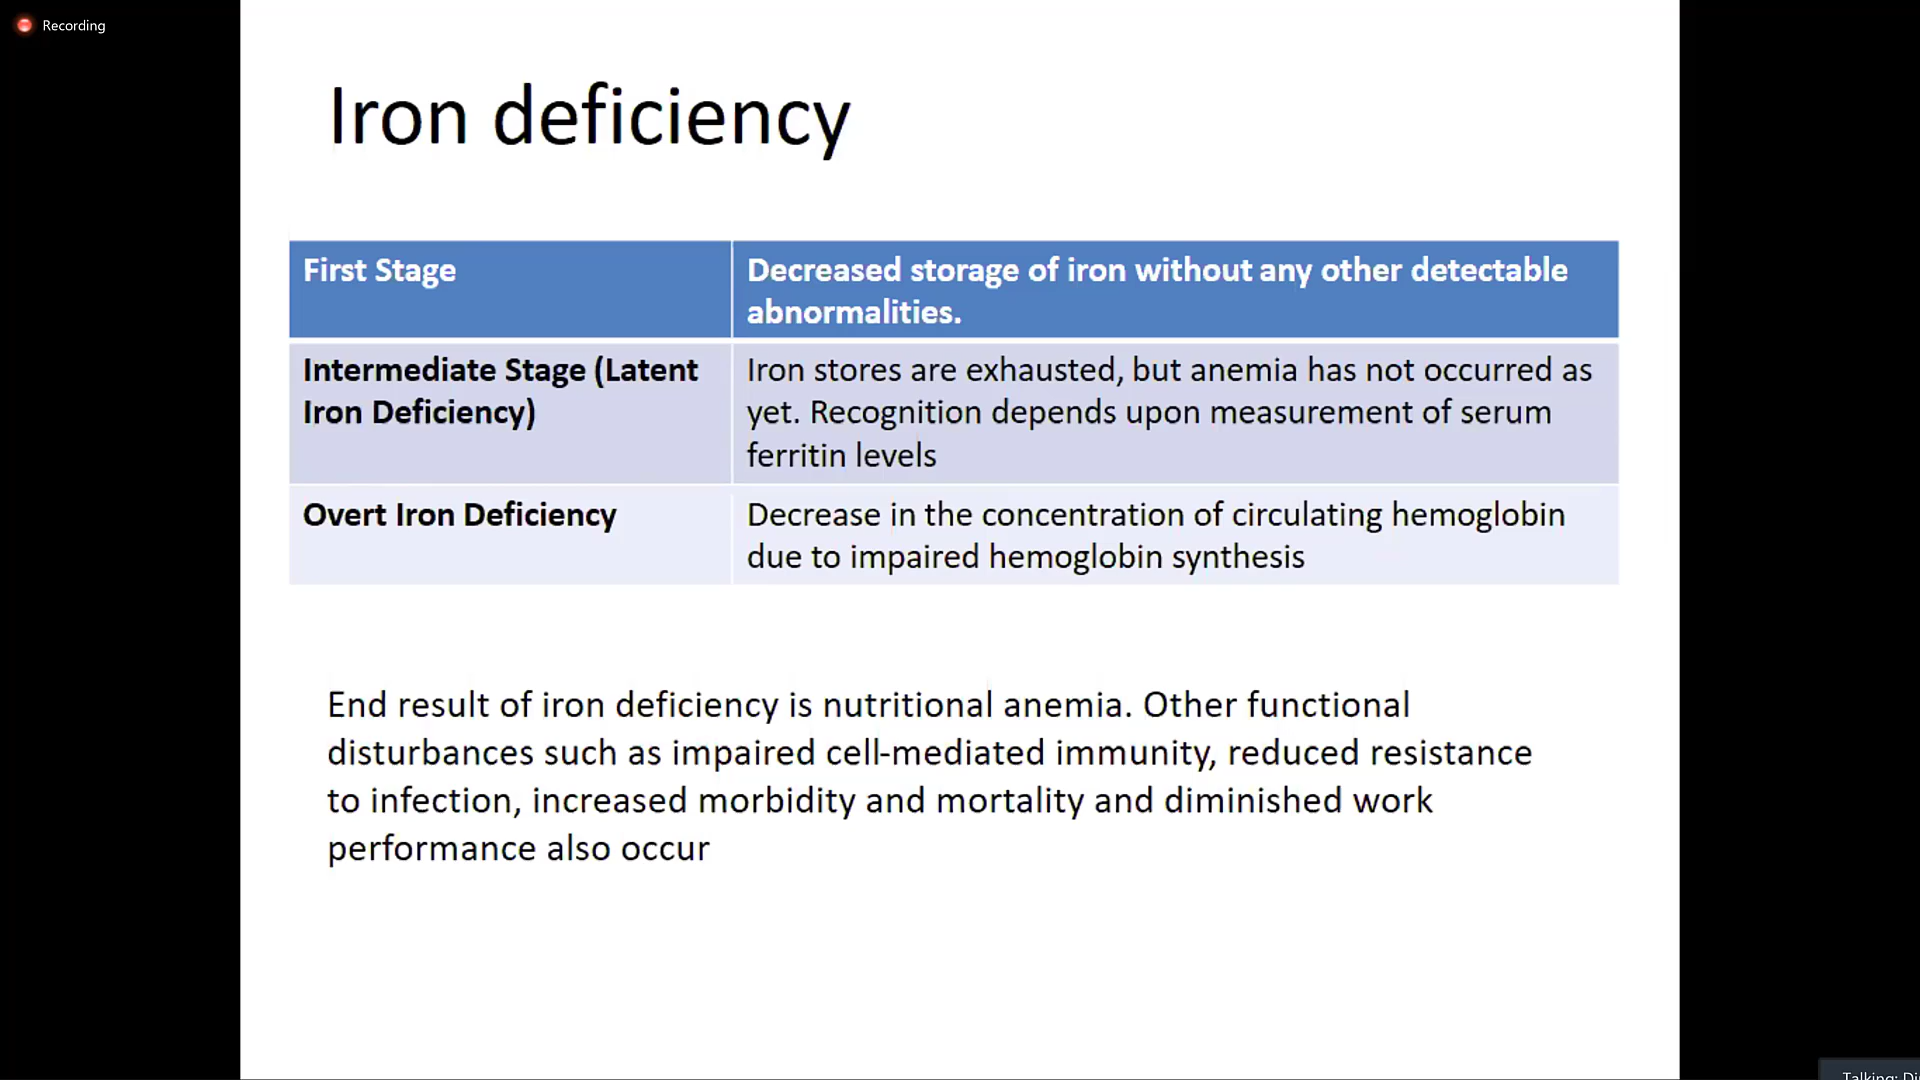 Recording
Iron deficiency
First Stage
Decreased storage of iron without any other detectable
abnormalities.
Intermediate Stage (Latent
Iron Deficiency)
Iron stores are exhausted, but anemia has not occurred as
yet. Recognition depends upon measurement of serum
ferritin levels
Overt Iron Deficiency
Decrease in the concentration of circulating hemoglobin
due to impaired hemoglobin synthesis
End result of iron deficiency is nutritional anemia. Other functional
disturbances such as impaired cell-mediated immunity, reduced resistance
to infection, increased morbidity and mortality and diminished work
performance also occur
Talking: